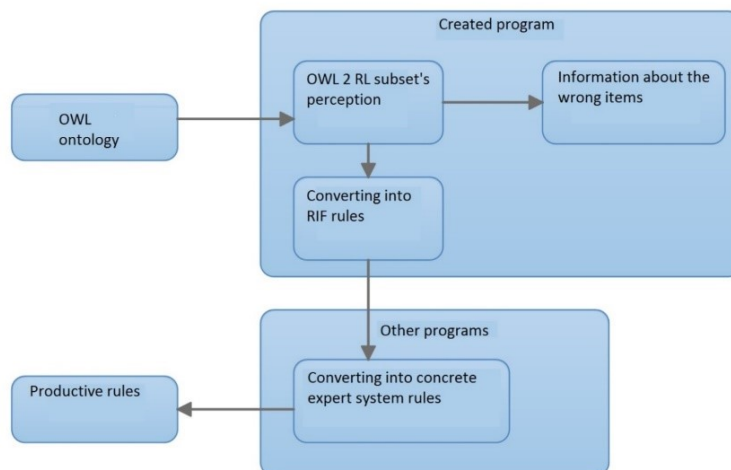 Created program
OWL 2 RL subset's
perception
Information about the
wrong items
OWL
ontology
Converting into
RIF rules
Other programs
Converting into concrete
expert system rules
Productive rules